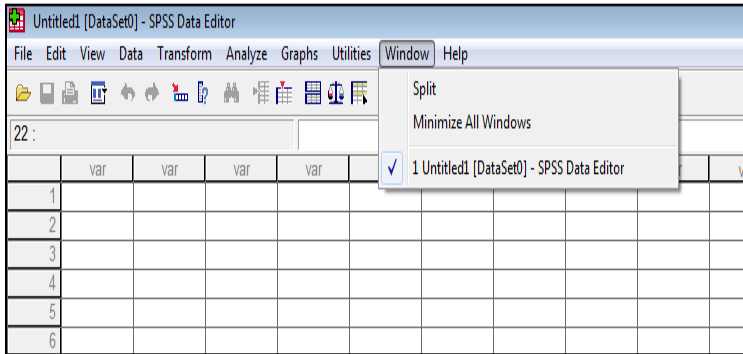 Untitled1 [DataSet0] - SPSS Data Editor
File Edit View Data Transform Analyze Graphs Utilities Window Help
Split
Minimize All Windows
22 :
1 Untitled1 [DataSet0] - SPSS Data Editor
var var var var
1
2
3
4
5
6